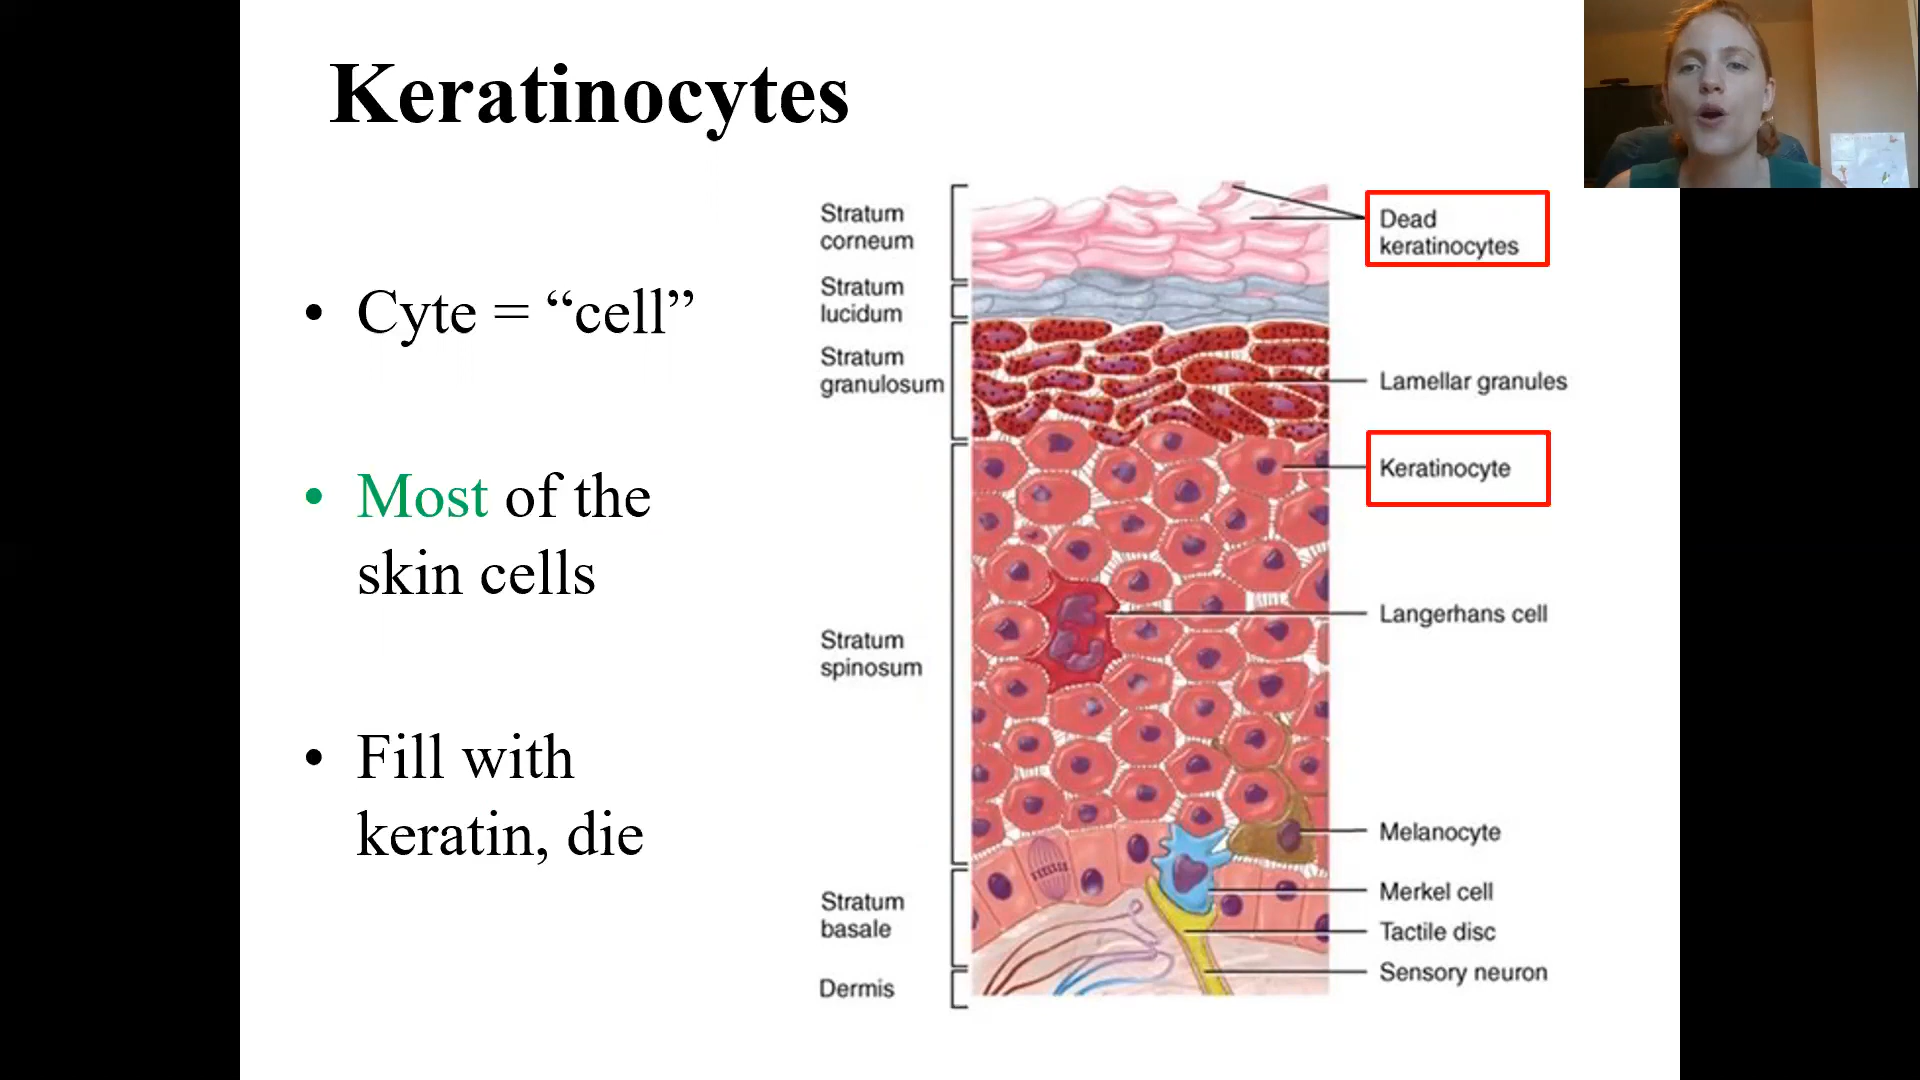 Keratinocytes
• Cyte = “cell”
• Most of the
skin cells
• Fill with
keratin, die
Stratum
corneum
Stratum
lucidum
Stratum
granulosum
Stratum
spinosum
Stratum
basale
Dermis
Dead
keratinocytes
Lamellar granules
Keratinocyte
Langerhans cell
Melanocyte
Merkel cell
Tactile disc
Sensory neuron